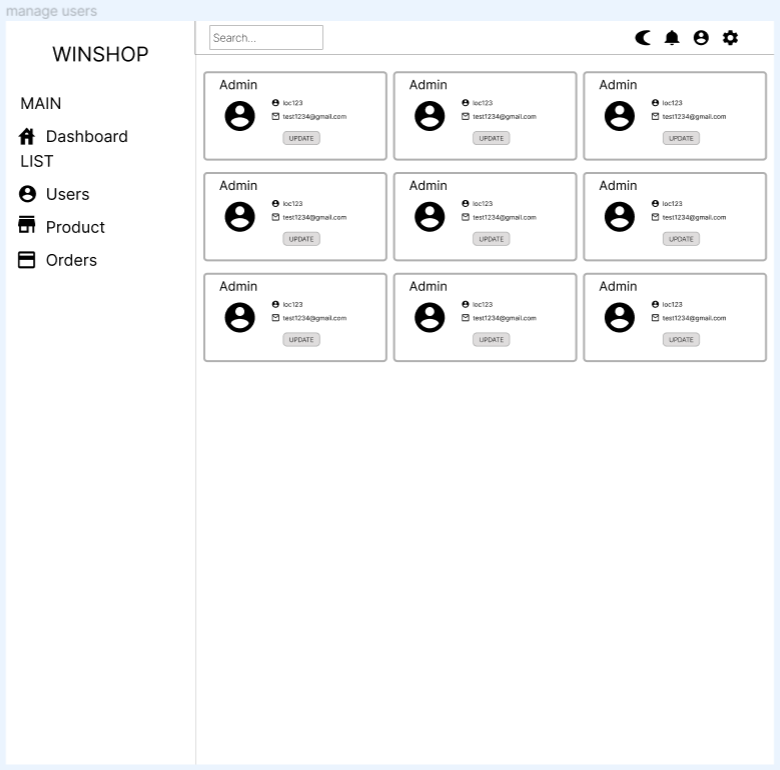 manage users
WINSHOP
MAIN
Dashboard
LIST
Users
Product
Orders
Search...
Admin
loc123
test1234@gmail.com
UPDATE
Admin
loc123
test1234@gmail.com
UPDATE
Admin
loc123
test1234@gmail.com
UPDATE
Admin
loc123
test1234@gmail.com
UPDATE
Admin
loc123
test1234@gmail.com
UPDATE
Admin
loc123
test1234@gmail.com
UPDATE
Admin
loc123
test1234@gmail.com
UPDATE
Admin
loc123
test1234@gmail.com
UPDATE
Admin
loc123
test1234@gmail.com
UPDATE